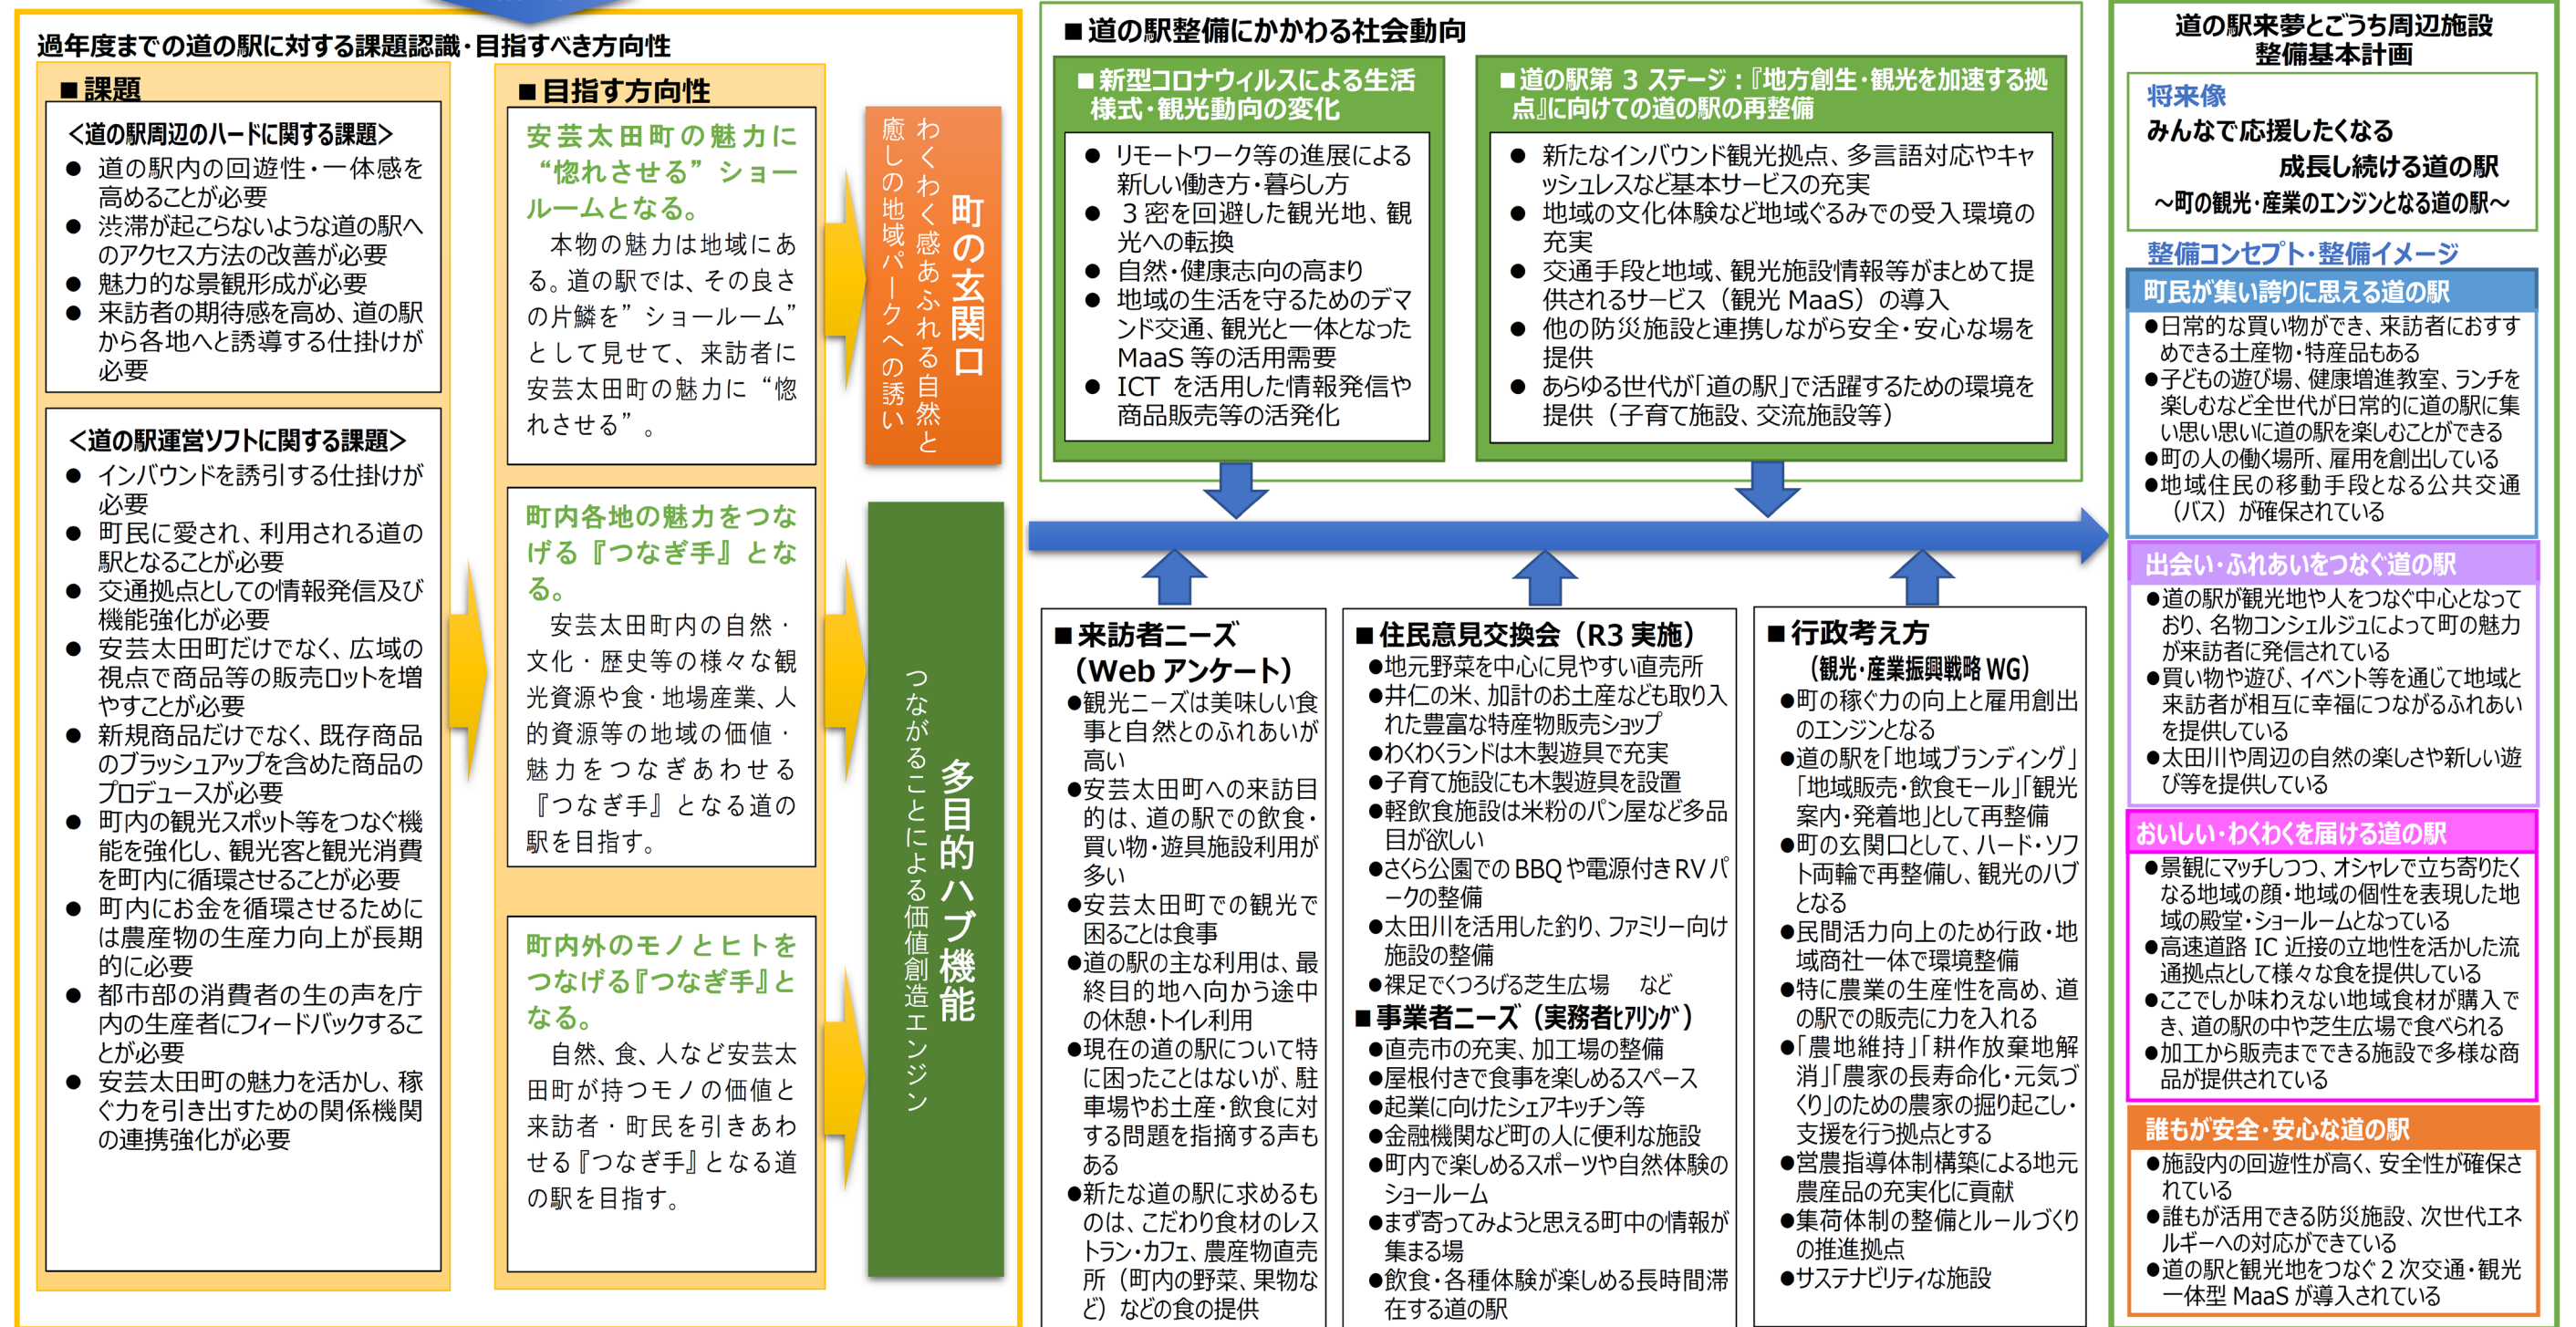 過年度までの道の駅に対する課題認識・目指すべき方向性
■課題
＜道の駅周辺のハードに関する課題＞
● 道の駅内の回遊性・一体感を
高めることが必要
● 渋滞が起こらないような道の駅へ
のアクセス方法の改善が必要
● 魅力的な景観形成が必要
● 来訪者の期待感を高め、道の駅
から各地へと誘導する仕掛けが
必要
＜道の駅運営ソフトに関する課題＞
● インバウンドを誘引する仕掛けが
必要
● 町民に愛され、利用される道の
駅となることが必要
● 交通拠点としての情報発信及び
機能強化が必要
● 安芸太田町だけでなく、広域の
視点で商品等の販売ロットを増
やすことが必要
● 新規商品だけでなく、既存商品
のブラッシュアップを含めた商品の
プロデュースが必要
● 町内の観光スポット等をつなぐ機
能を強化し、観光客と観光消費
を町内に循環させることが必要
● 町内にお金を循環させるために
は農産物の生産力向上が長期
的に必要
● 都市部の消費者の生の声を庁
内の生産者にフィードバックするこ
とが必要
● 安芸太田町の魅力を活かし、稼
ぐ力を引き出すための関係機関
の連携強化が必要
■目指す方向性
安芸太田町の魅力に
“惚れさせる”ショー
ルームとなる。
本物の魅力は地域にあ
る。道の駅では、その良さ
の片鱗を”ショールーム”
として見せて、来訪者に
安芸太田町の魅力に“惚
れさせる”。
町内各地の魅力をつな
げる『つなぎ手』とな
る。
安芸太田町内の自然・
文化・歴史等の様々な観
光資源や食・地場産業、人
的資源等の地域の価値・
魅力をつなぎあわせる
『つなぎ手』となる道の
駅を目指す。
町内外のモノとヒトを
つなげる『つなぎ手』と
なる。
自然、食、人など安芸太
田町が持つモノの価値と
来訪者・町民を引きあわ
せる『つなぎ手』となる道
の駅を目指す。
町の玄関口
わくわく感あふれる自然と
癒しの地域パークへの誘い
多目的ハブ機能
つながることによる価値創造エンジン
■道の駅整備にかかわる社会動向
■新型コロナウィルスによる生活
様式・観光動向の変化
● リモートワーク等の進展による
新しい働き方・暮らし方
● ３密を回避した観光地、観
光への転換
● 自然・健康志向の高まり
● 地域の生活を守るためのデマ
ンド交通、観光と一体となった
MaaS 等の活用需要
● ICT を活用した情報発信や
商品販売等の活発化
■道の駅第 3 ステージ：『地方創生・観光を加速する拠
点』に向けての道の駅の再整備
● 新たなインバウンド観光拠点、多言語対応やキャ
ッシュレスなど基本サービスの充実
● 地域の文化体験など地域ぐるみでの受入環境の
充実
● 交通手段と地域、観光施設情報等がまとめて提
供されるサービス（観光 MaaS）の導入
● 他の防災施設と連携しながら安全・安心な場を
提供
● あらゆる世代が「道の駅」で活躍するための環境を
提供（子育て施設、交流施設等）
■来訪者ニーズ
（Web アンケート）
●観光ニーズは美味しい食
事と自然とのふれあいが
高い
●安芸太田町への来訪目
的は、道の駅での飲食・
買い物・遊具施設利用が
多い
●安芸太田町での観光で
困ることは食事
●道の駅の主な利用は、最
終目的地へ向かう途中
の休憩・トイレ利用
●現在の道の駅について特
に困ったことはないが、駐
車場やお土産・飲食に対
する問題を指摘する声も
ある
●新たな道の駅に求めるも
のは、こだわり食材のレス
トラン・カフェ、農産物直売
所（町内の野菜、果物な
ど）などの食の提供
■住民意見交換会（R3 実施）
●地元野菜を中心に見やすい直売所
●井仁の米、加計のお土産なども取り入
れた豊富な特産物販売ショップ
●わくわくランドは木製遊具で充実
●子育て施設にも木製遊具を設置
●軽飲食施設は米粉のパン屋など多品
目が欲しい
●さくら公園での BBQ や電源付き RV パ
ークの整備
●太田川を活用した釣り、ファミリー向け
施設の整備
●裸足でくつろげる芝生広場 など
■事業者ニーズ（実務者ﾋｱﾘﾝｸﾞ）
●直売市の充実、加工場の整備
●屋根付きで食事を楽しめるスペース
●起業に向けたシェアキッチン等
●金融機関など町の人に便利な施設
●町内で楽しめるスポーツや自然体験の
ショールーム
●まず寄ってみようと思える町中の情報が
集まる場
●飲食・各種体験が楽しめる長時間滞
在する道の駅
■行政考え方
（観光・産業振興戦略 WG）
●町の稼ぐ力の向上と雇用創出
のエンジンとなる
●道の駅を「地域ブランディング」
「地域販売・飲食モール」「観光
案内・発着地」として再整備
●町の玄関口として、ハード・ソフ
ト両輪で再整備し、観光のハブ
となる
●民間活力向上のため行政・地
域商社一体で環境整備
●特に農業の生産性を高め、道
の駅での販売に力を入れる
●「農地維持」「耕作放棄地解
消」「農家の長寿命化・元気づ
くり」のための農家の掘り起こし・
支援を行う拠点とする
●営農指導体制構築による地元
農産品の充実化に貢献
●集荷体制の整備とルールづくり
の推進拠点
●サステナビリティな施設
道の駅来夢とごうち周辺施設
整備基本計画
将来像
みんなで応援したくなる
成長し続ける道の駅
～町の観光・産業のエンジンとなる道の駅～
整備コンセプト・整備イメージ
町民が集い誇りに思える道の駅
●日常的な買い物ができ、来訪者におすす
めできる土産物・特産品もある
●子どもの遊び場、健康増進教室、ランチを
楽しむなど全世代が日常的に道の駅に集
い思い思いに道の駅を楽しむことができる
●町の人の働く場所、雇用を創出している
●地域住民の移動手段となる公共交通
（バス）が確保されている
出会い・ふれあいをつなぐ道の駅
●道の駅が観光地や人をつなぐ中心となって
おり、名物コンシェルジュによって町の魅力
が来訪者に発信されている
●買い物や遊び、イベント等を通じて地域と
来訪者が相互に幸福につながるふれあい
を提供している
●太田川や周辺の自然の楽しさや新しい遊
び等を提供している
おいしい・わくわくを届ける道の駅
●景観にマッチしつつ、オシャレで立ち寄りたく
なる地域の顔・地域の個性を表現した地
域の殿堂・ショールームとなっている
●高速道路 IC 近接の立地性を活かした流
通拠点として様々な食を提供している
●ここでしか味わえない地域食材が購入で
き、道の駅の中や芝生広場で食べられる
●加工から販売までできる施設で多様な商
品が提供されている
誰もが安全・安心な道の駅
●施設内の回遊性が高く、安全性が確保さ
れている
●誰もが活用できる防災施設、次世代エネ
ルギーへの対応ができている
●道の駅と観光地をつなぐ２次交通・観光
一体型 MaaS が導入されている